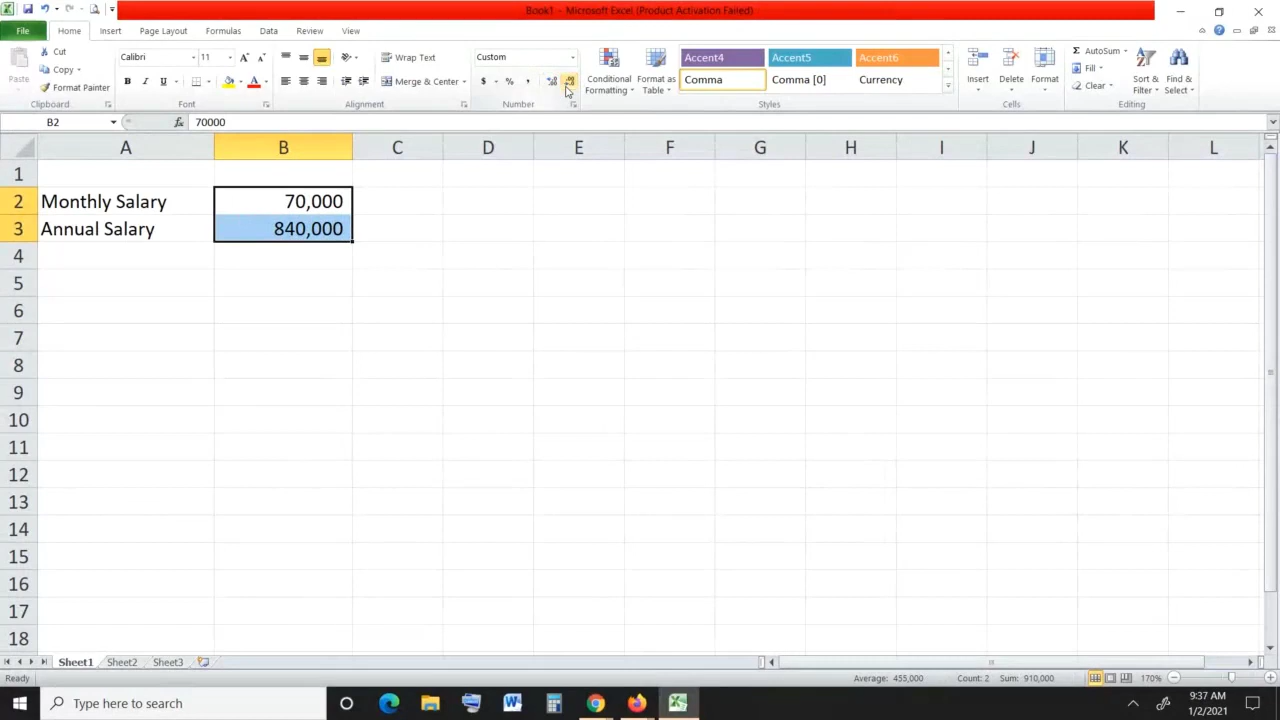 Book1 - Microsoft Excel (Product Activation Failed)
File Home Insert Page Layout Formulas Data Review View
Cut
Copy
Format Painter
Paste
Clipboard
Calibri 11
B I U
Font
Wrap Text
Merge & Center
Alignment
Custom
$ % ,
Number
Conditional Formatting
Format as Table
Accent4 Accent5 Accent6
Comma Comma [0] Currency
Styles
Insert Delete Format
Cells
AutoSum
Fill
Clear
Sort & Filter
Find & Select
Editing
B2 fx 70000
A B C D E F G H I J K L
1
2 Monthly Salary 70,000
3 Annual Salary 840,000
4
5
6
7
8
9
10
11
12
13
14
15
16
17
18
Sheet1 Sheet2 Sheet3
Ready Average: 455,000 Count: 2 Sum: 910,000 170%
Type here to search
9:37 AM
1/2/2021